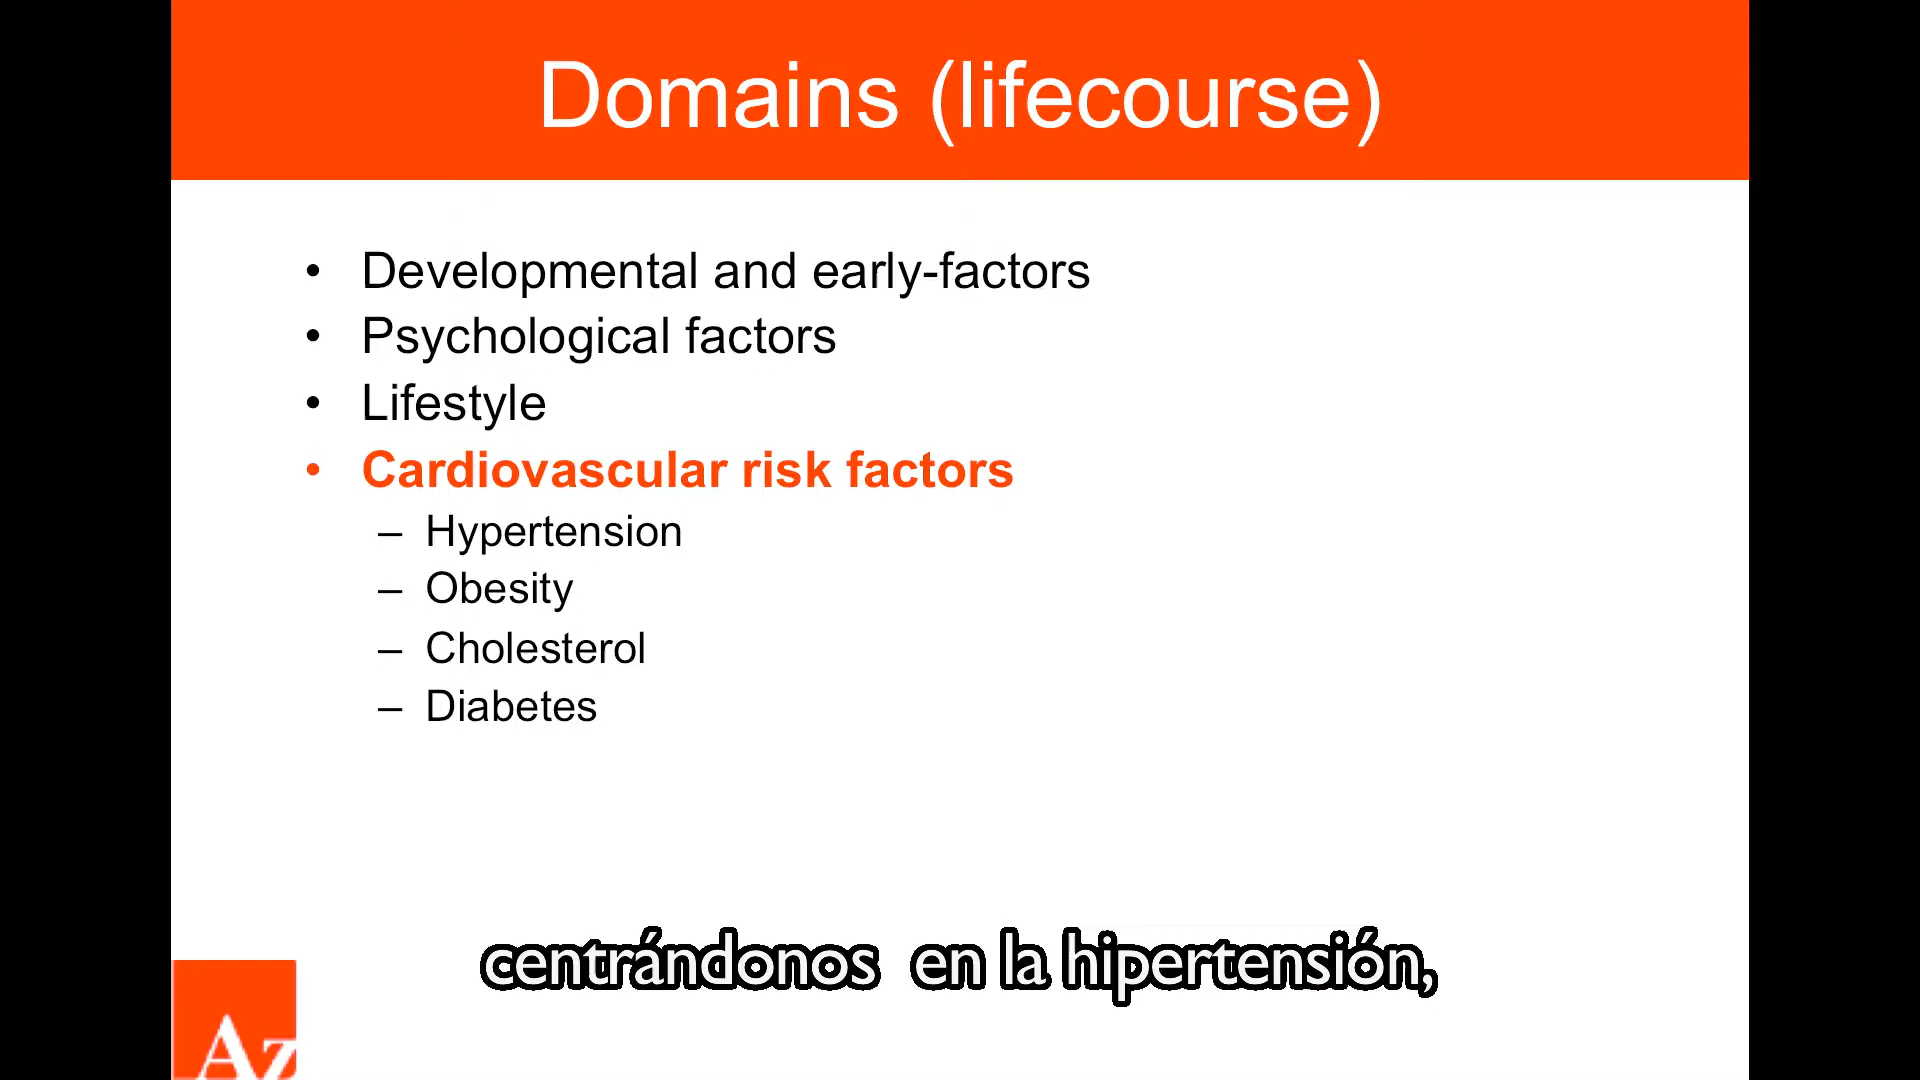 Domains (lifecourse)
• Developmental and early-factors
• Psychological factors
• Lifestyle
• Cardiovascular risk factors
– Hypertension
– Obesity
– Cholesterol
– Diabetes
centrándonos en la hipertensión,
Az